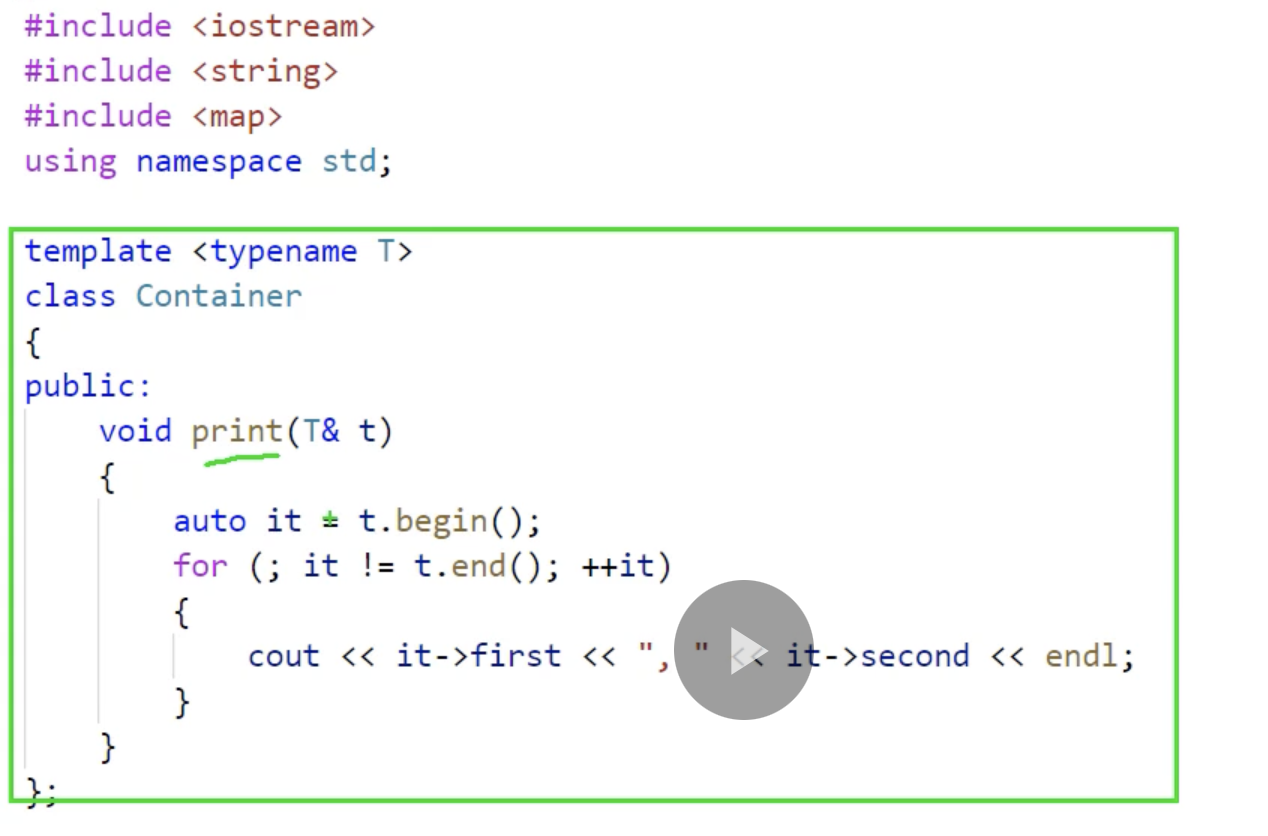 #include <iostream>
#include <string>
#include <map>
using namespace std;
template <typename T>
class Container
{
public:
void print(T& t)
{
auto it = t.begin();
for (; it != t.end(); ++it)
{
cout << it->first << ", " << it->second << endl;
}
}
};